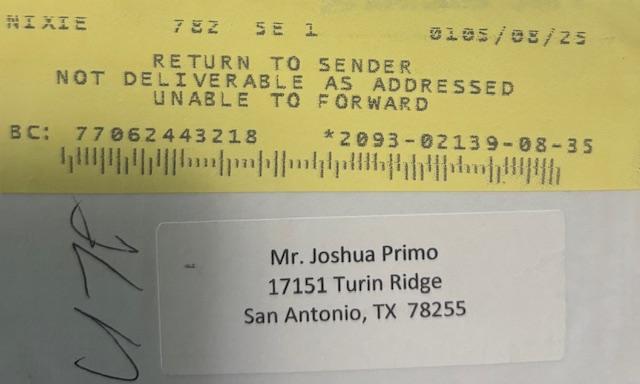 NIXIE 782 SE 1 0105/08/25
RETURN TO SENDER
NOT DELIVERABLE AS ADDRESSED
UNABLE TO FORWARD
BC: 77062443218 *2093-02139-08-35
Mr. Joshua Primo
17151 Turin Ridge
San Antonio, TX 78255